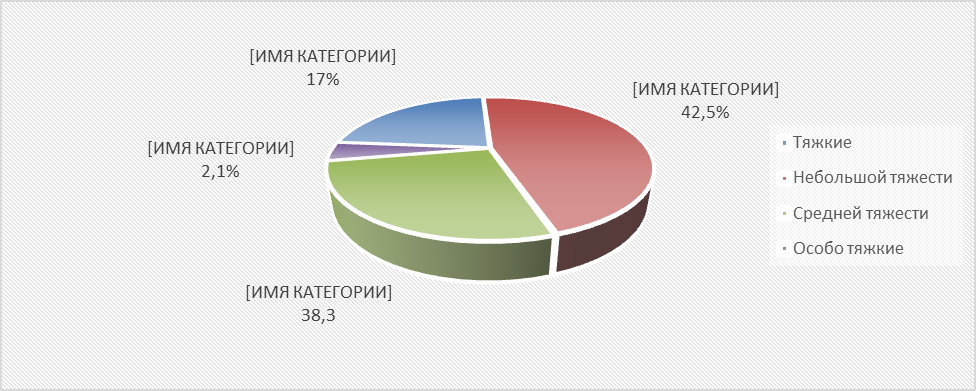 [ИМЯ КАТЕГОРИИ]
17%
[ИМЯ КАТЕГОРИИ]
42,5%
[ИМЯ КАТЕГОРИИ]
2,1%
[ИМЯ КАТЕГОРИИ]
38,3
Тяжкие
Небольшой тяжести
Средней тяжести
Особо тяжкие